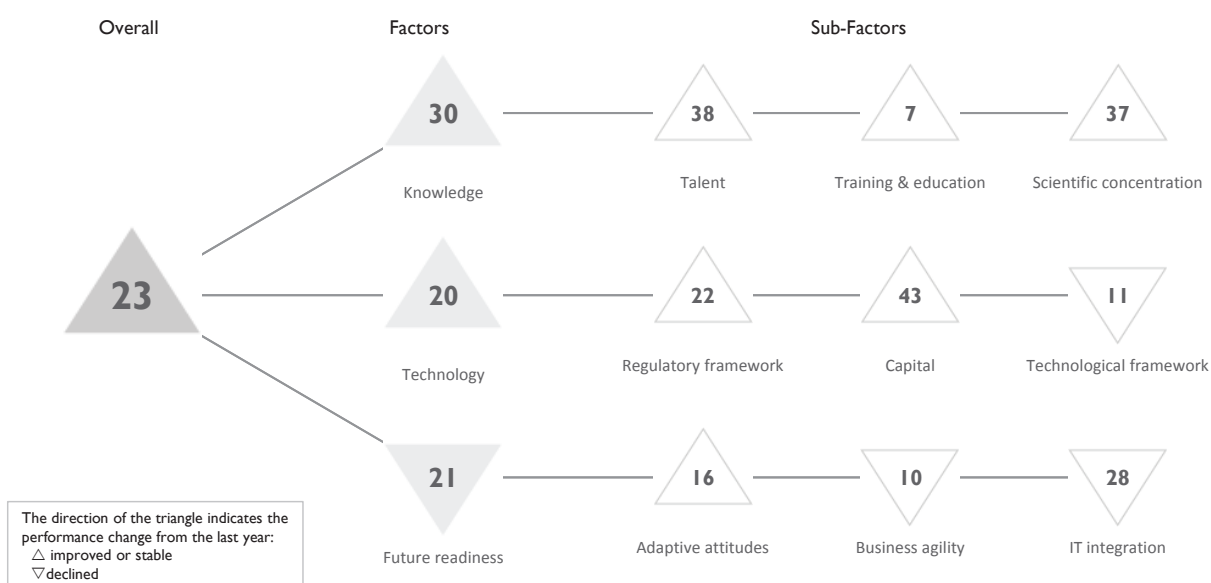 Overall Factors Sub-Factors
30 38 7 37
Knowledge Talent Training & education Scientific concentration
23 20 22 43 11
Technology Regulatory framework Capital Technological framework
21 16 10 28
Future readiness Adaptive attitudes Business agility IT integration
The direction of the triangle indicates the
performance change from the last year:
△ improved or stable
▽ declined